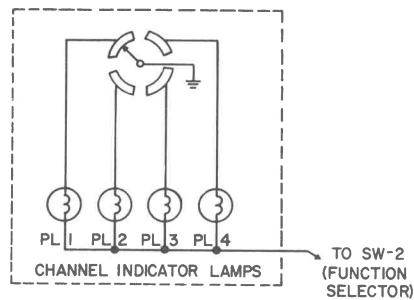 PL 1 PL 2 PL 3 PL 4
CHANNEL INDICATOR LAMPS
TO SW-2
(FUNCTION
SELECTOR)